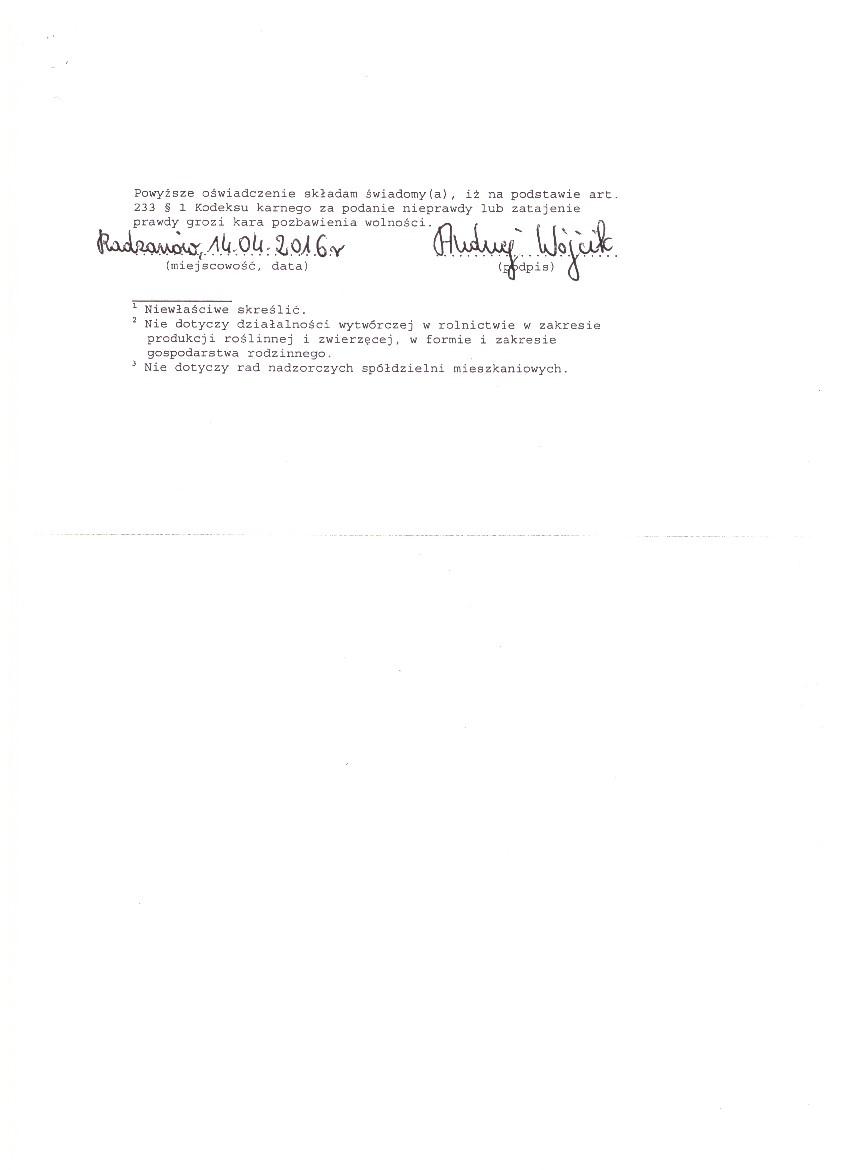 Powyższe oświadczenie składam świadomy(a), iż na podstawie art.
233 § 1 Kodeksu karnego za podanie nieprawdy lub zatajenie
prawdy grozi kara pozbawienia wolności.
Radzanów, 14.04.2016r Andrzej Wójcik
(miejscowość, data) (podpis)
1 Niewłaściwe skreślić.
2 Nie dotyczy działalności wytwórczej w rolnictwie w zakresie
produkcji roślinnej i zwierzęcej, w formie i zakresie
gospodarstwa rodzinnego.
3 Nie dotyczy rad nadzorczych spółdzielni mieszkaniowych.